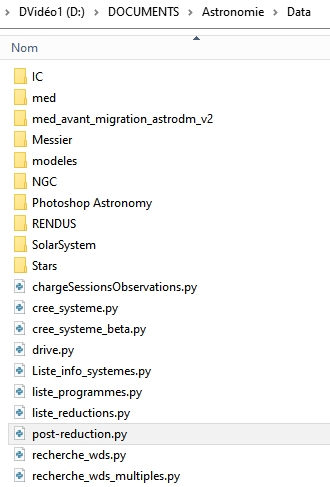 DVidéo1 (D:) > DOCUMENTS > Astronomie > Data
Nom
IC
med
med_avant_migration_astrodm_v2
Messier
modeles
NGC
Photoshop Astronomy
RENDUS
SolarSystem
Stars
chargeSessionsObservations.py
cree_systeme.py
cree_systeme_beta.py
drive.py
Liste_info_systemes.py
liste_programmes.py
liste_reductions.py
post-reduction.py
recherche_wds.py
recherche_wds_multiples.py